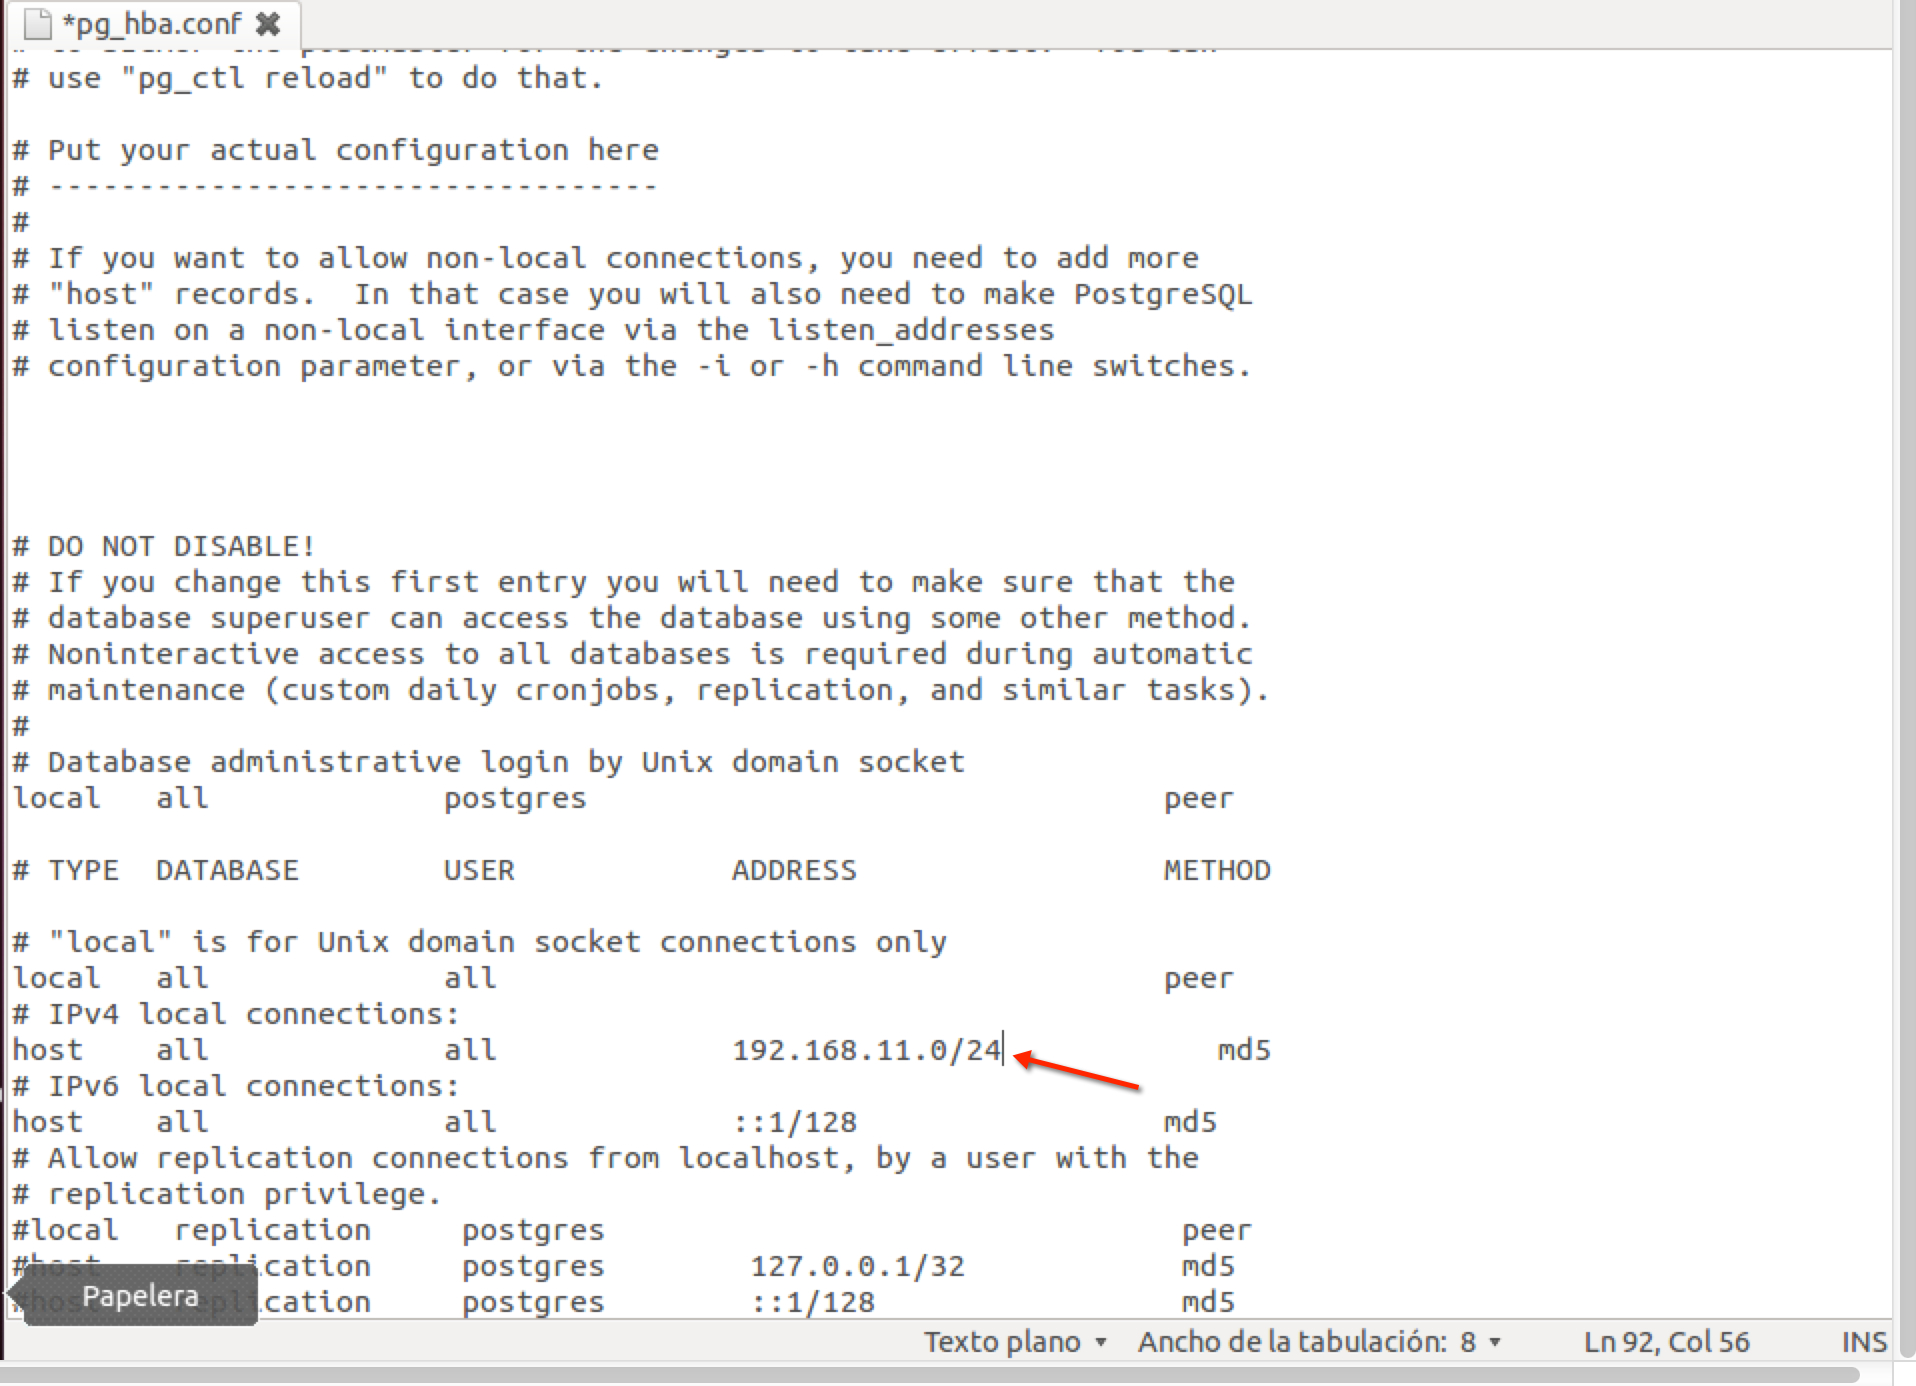 *pg_hba.conf
# use "pg_ctl reload" to do that.
# Put your actual configuration here
# ----------------------------------
#
# If you want to allow non-local connections, you need to add more
# "host" records.  In that case you will also need to make PostgreSQL
# listen on a non-local interface via the listen_addresses
# configuration parameter, or via the -i or -h command line switches.
# DO NOT DISABLE!
# If you change this first entry you will need to make sure that the
# database superuser can access the database using some other method.
# Noninteractive access to all databases is required during automatic
# maintenance (custom daily cronjobs, replication, and similar tasks).
#
# Database administrative login by Unix domain socket
local   all             postgres                                peer
# TYPE  DATABASE        USER            ADDRESS                 METHOD
# "local" is for Unix domain socket connections only
local   all             all                                     peer
# IPv4 local connections:
host    all             all             192.168.11.0/24            md5
# IPv6 local connections:
host    all             all             ::1/128                 md5
# Allow replication connections from localhost, by a user with the
# replication privilege.
#local   replication     postgres                                peer
#host    replication     postgres        127.0.0.1/32            md5
#host    replication     postgres        ::1/128                 md5
Papelera
Texto plano   Ancho de la tabulación: 8   Ln 92, Col 56   INS